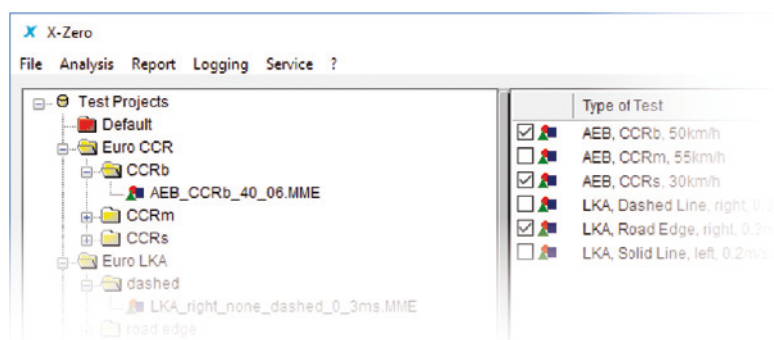 X-Zero
File Analysis Report Logging Service ?
Test Projects
Default
Euro CCR
CCRb
AEB_CCRb_40_06.MME
CCRm
CCRs
Euro LKA
dashed
LKA_right_none_dashed_0_3ms.MME
road edge
Type of Test
AEB, CCRb, 50km/h
AEB, CCRm, 55km/h
AEB, CCRs, 30km/h
LKA, Dashed Line, right,
LKA, Road Edge, right,
LKA, Solid Line, left, 0.2m/s